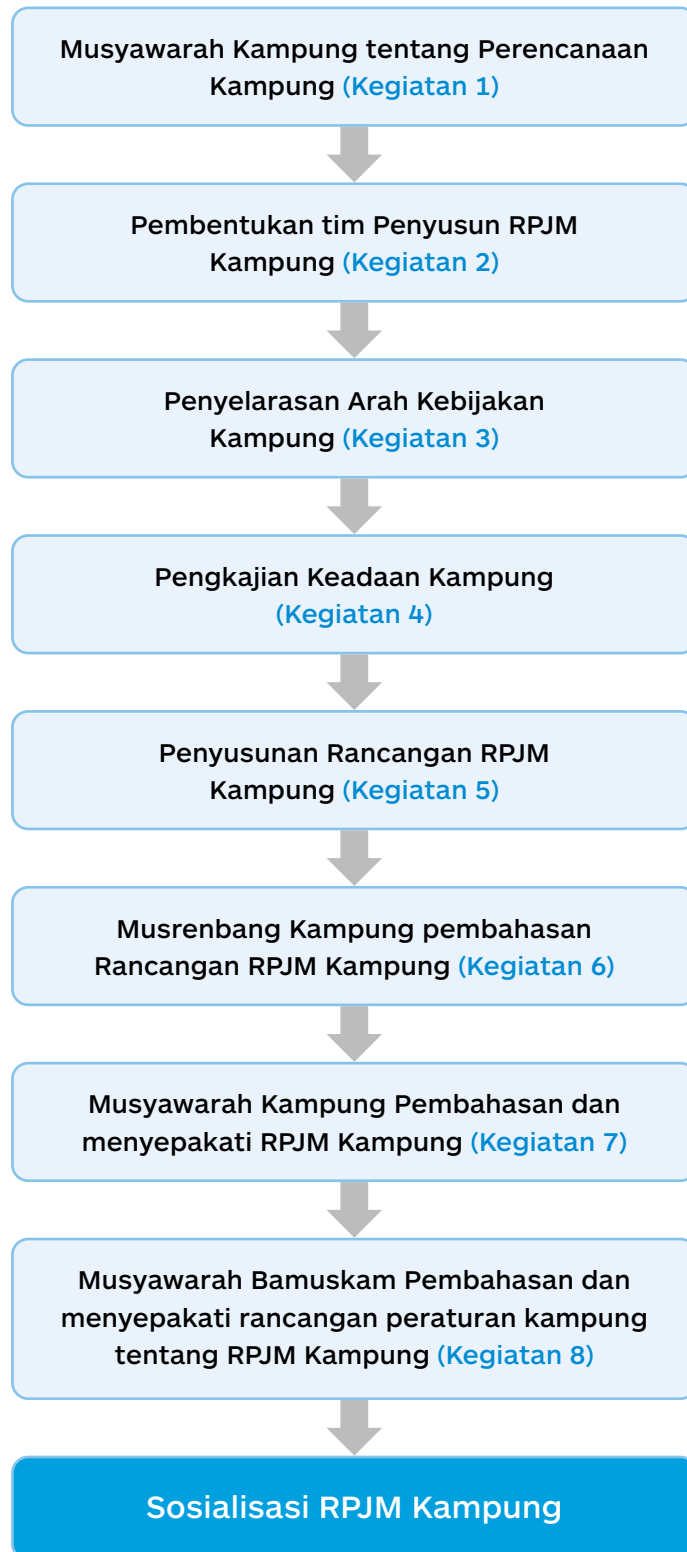 Musyawarah Kampung tentang Perencanaan
Kampung (Kegiatan 1)
Pembentukan tim Penyusun RPJM
Kampung (Kegiatan 2)
Penyelarasan Arah Kebijakan
Kampung (Kegiatan 3)
Pengkajian Keadaan Kampung
(Kegiatan 4)
Penyusunan Rancangan RPJM
Kampung (Kegiatan 5)
Musrenbang Kampung pembahasan
Rancangan RPJM Kampung (Kegiatan 6)
Musyawarah Kampung Pembahasan dan
menyepakati RPJM Kampung (Kegiatan 7)
Musyawarah Bamuskam Pembahasan dan
menyepakati rancangan peraturan kampung
tentang RPJM Kampung (Kegiatan 8)
Sosialisasi RPJM Kampung